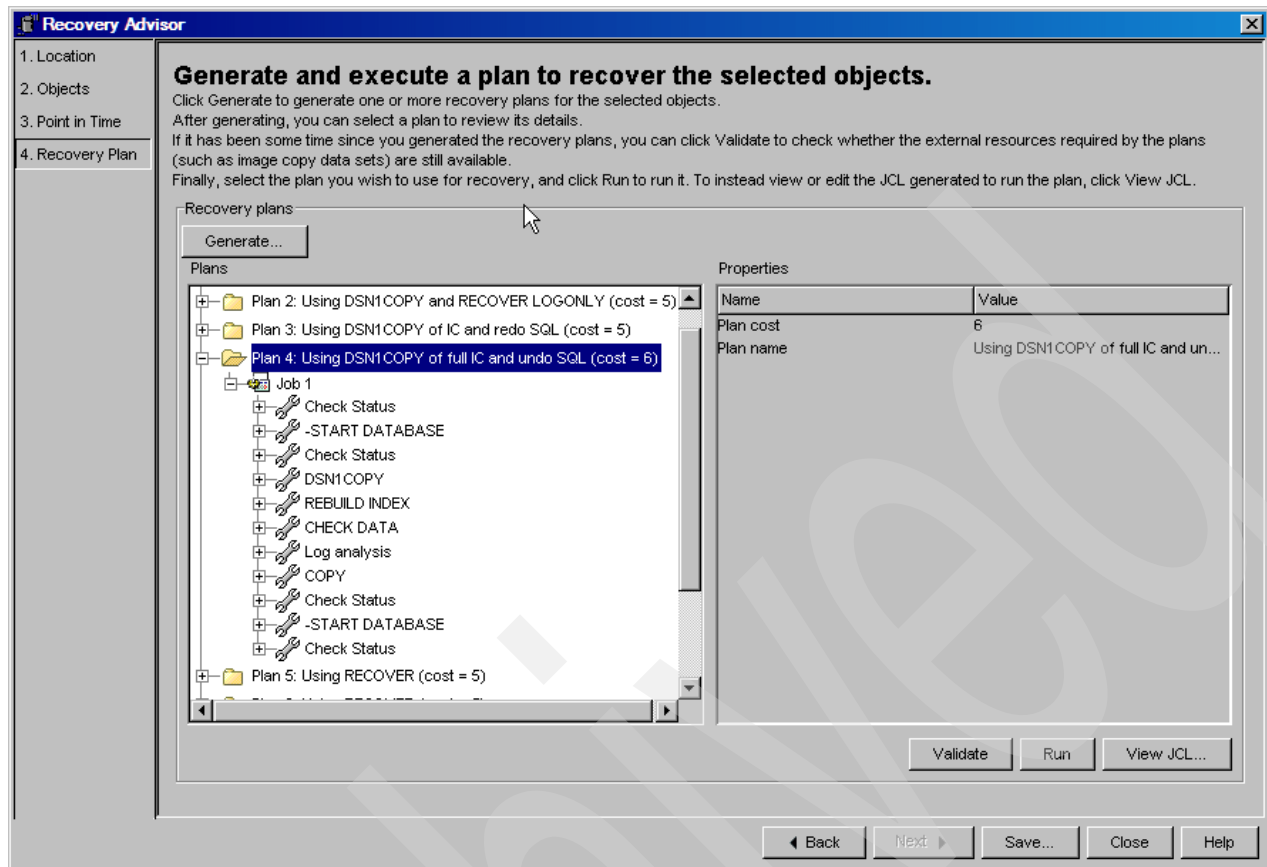 Recovery Advisor
1. Location
2. Objects
3. Point in Time
4. Recovery Plan
Generate and execute a plan to recover the selected objects.
Click Generate to generate one or more recovery plans for the selected objects.
After generating, you can select a plan to review its details.
If it has been some time since you generated the recovery plans, you can click Validate to check whether the external resources required by the plans
(such as image copy data sets) are still available.
Finally, select the plan you wish to use for recovery, and click Run to run it. To instead view or edit the JCL generated to run the plan, click View JCL.
Recovery plans
Generate...
Plans
Plan 2: Using DSN1COPY and RECOVER LOGONLY (cost = 5)
Plan 3: Using DSN1COPY of IC and redo SQL (cost = 5)
Plan 4: Using DSN1COPY of full IC and undo SQL (cost = 6)
Job 1
Check Status
-START DATABASE
Check Status
DSN1COPY
REBUILD INDEX
CHECK DATA
Log analysis
COPY
Check Status
-START DATABASE
Check Status
Plan 5: Using RECOVER (cost = 5)
Properties
Name Value
Plan cost 6
Plan name Using DSN1COPY of full IC and un...
Validate Run View JCL...
Back Next Save... Close Help